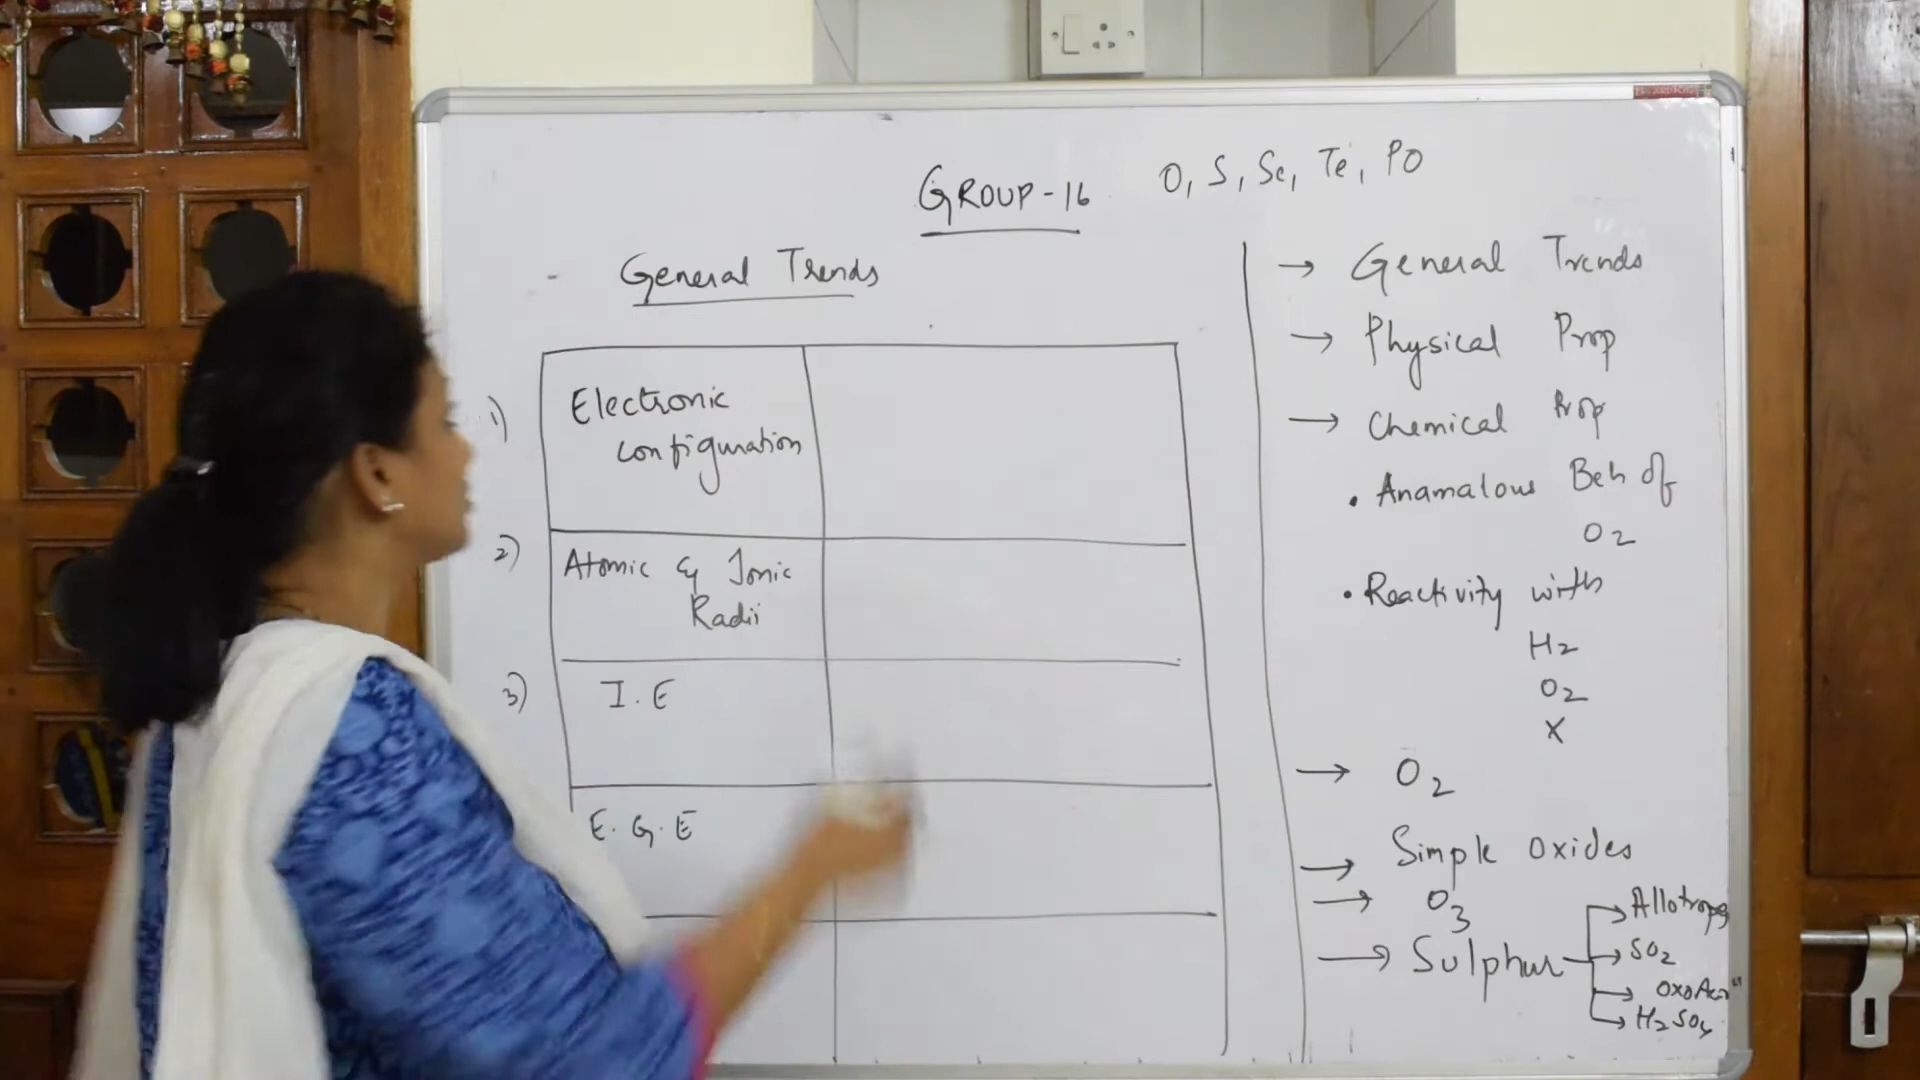 GROUP-16 O, S, Se, Te, PO
General Trends
1) Electronic
configuration
2) Atomic & Ionic
Radii
3) I.E
E.G.E
→ General Trends
→ Physical Prop
→ Chemical Prop
• Anamalous Beh of
O2
• Reactivity with
H2
O2
X
→ O2
→ Simple Oxides
→ O3
→ Sulphur → Allotropes
→ SO2
→ OxoAcid
→ H2SO4